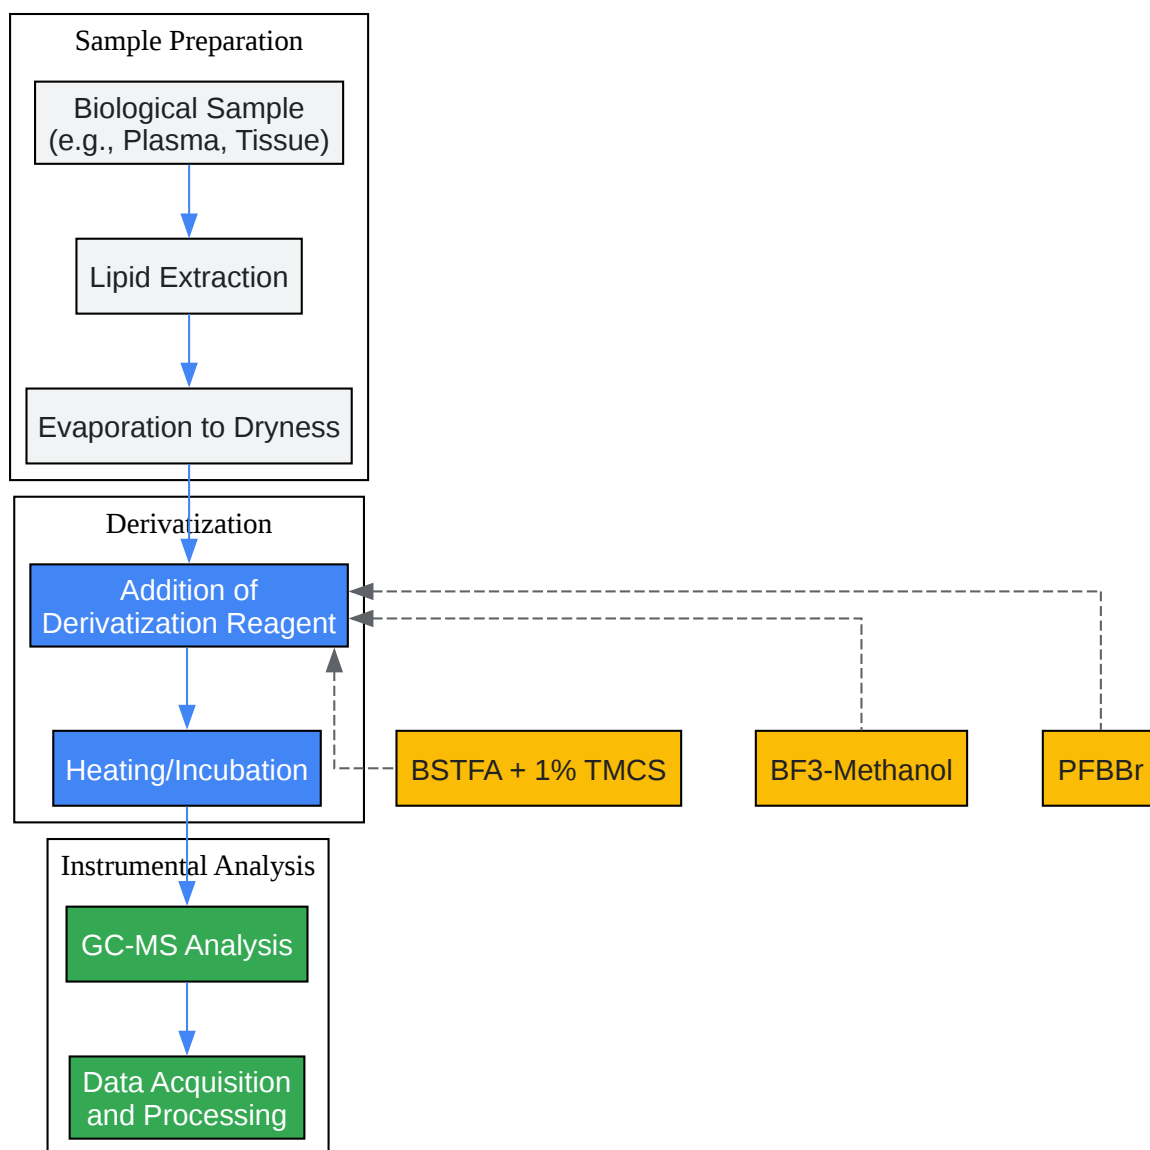 Sample Preparation
Biological Sample
(e.g., Plasma, Tissue)
Lipid Extraction
Evaporation to Dryness
Derivatization
Addition of
Derivatization Reagent
Heating/Incubation
BSTFA + 1% TMCS
BF3-Methanol
PFBBr
Instrumental Analysis
GC-MS Analysis
Data Acquisition
and Processing